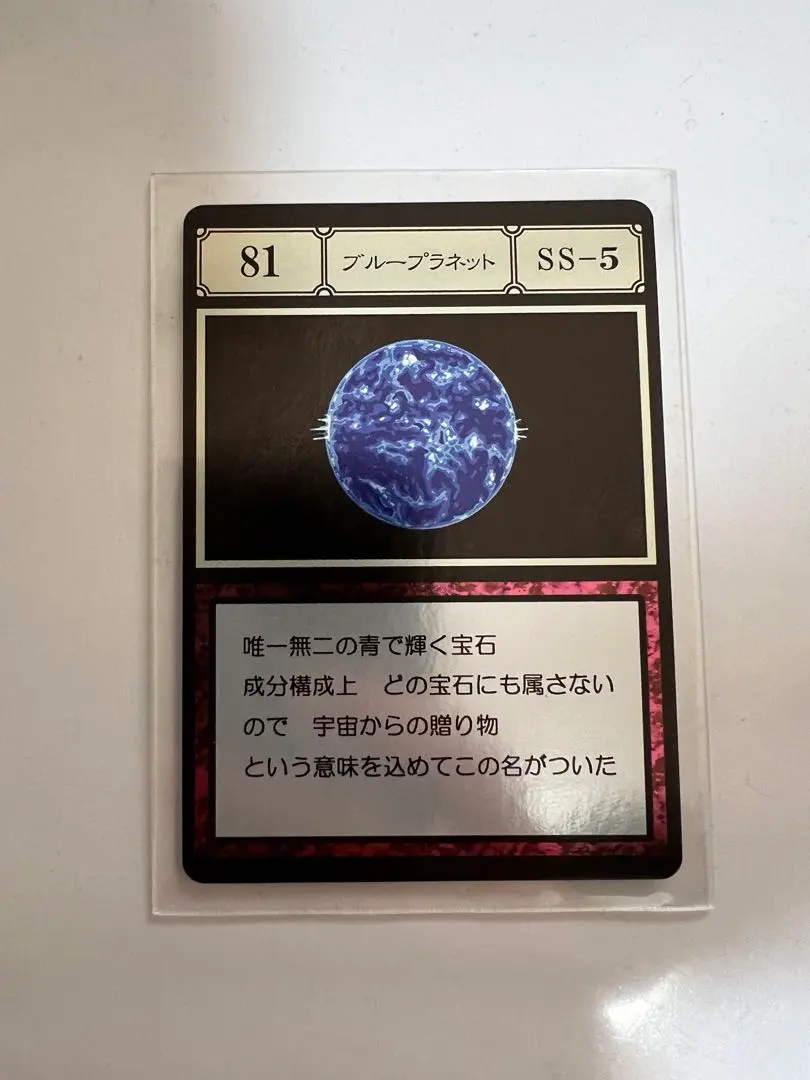 81
ブループラネット
SS-5
唯一無二の青で輝く宝石
成分構成上　どの宝石にも属さない
ので　宇宙からの贈り物
という意味を込めてこの名がついた